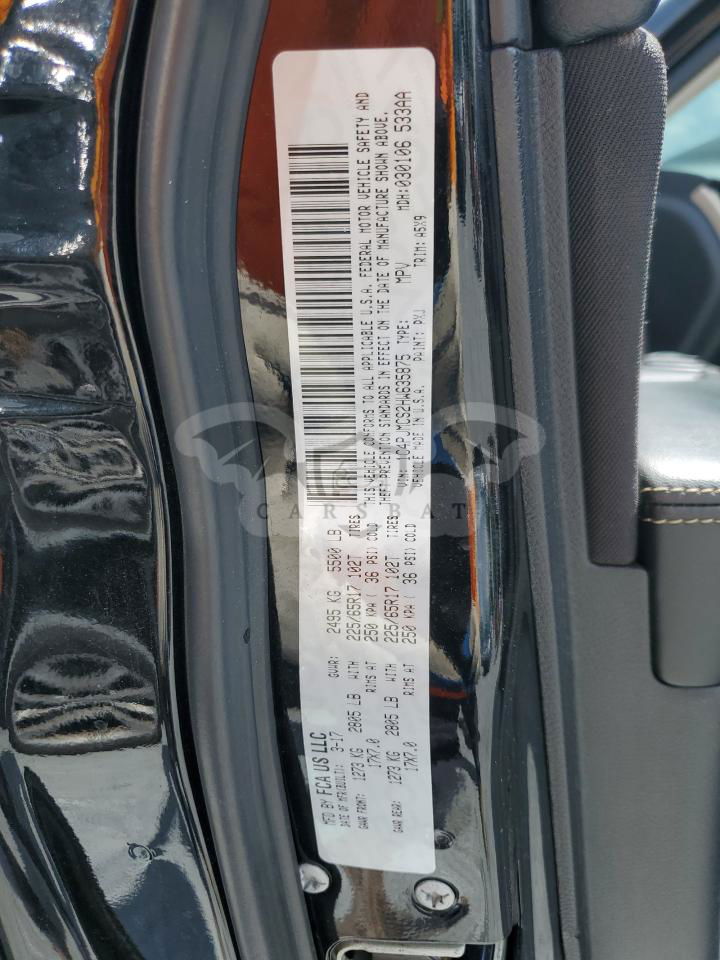 MFD BY FCA US LLC
DATE OF MFR(BUILT): 3-17 GVWR: 2495 KG 5500 LB
GAWR FRONT: 1273 KG 2805 LB WITH 225/65R17 102T TIRES
17X7.0 RIMS AT 250 KPA ( 36 PSI) COLD
GAWR REAR: 1273 KG 2805 LB WITH 225/65R17 102T TIRES
17X7.0 RIMS AT 250 KPA ( 36 PSI) COLD
THIS VEHICLE CONFORMS TO ALL APPLICABLE U.S.A. FEDERAL MOTOR VEHICLE SAFETY AND
THEFT PREVENTION STANDARDS IN EFFECT ON THE DATE OF MANUFACTURE SHOWN ABOVE.
VIN: 1C4PJMCS2HW635875 TYPE: MPV MDH:030106 533AA
VEHICLE MADE IN U.S.A. PAINT: PXJ TRIM: A5X9
CARSBAT